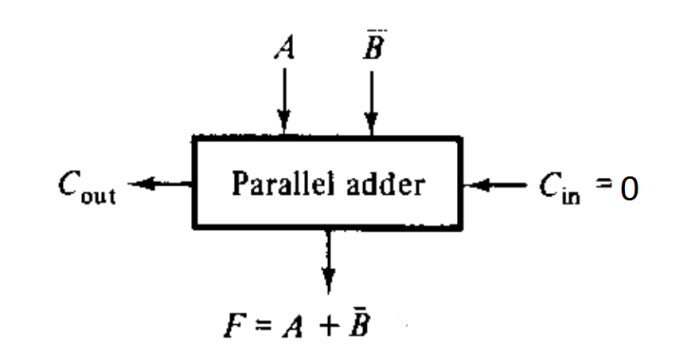 A B̅
C_out Parallel adder C_in = 0
F = A + B̅